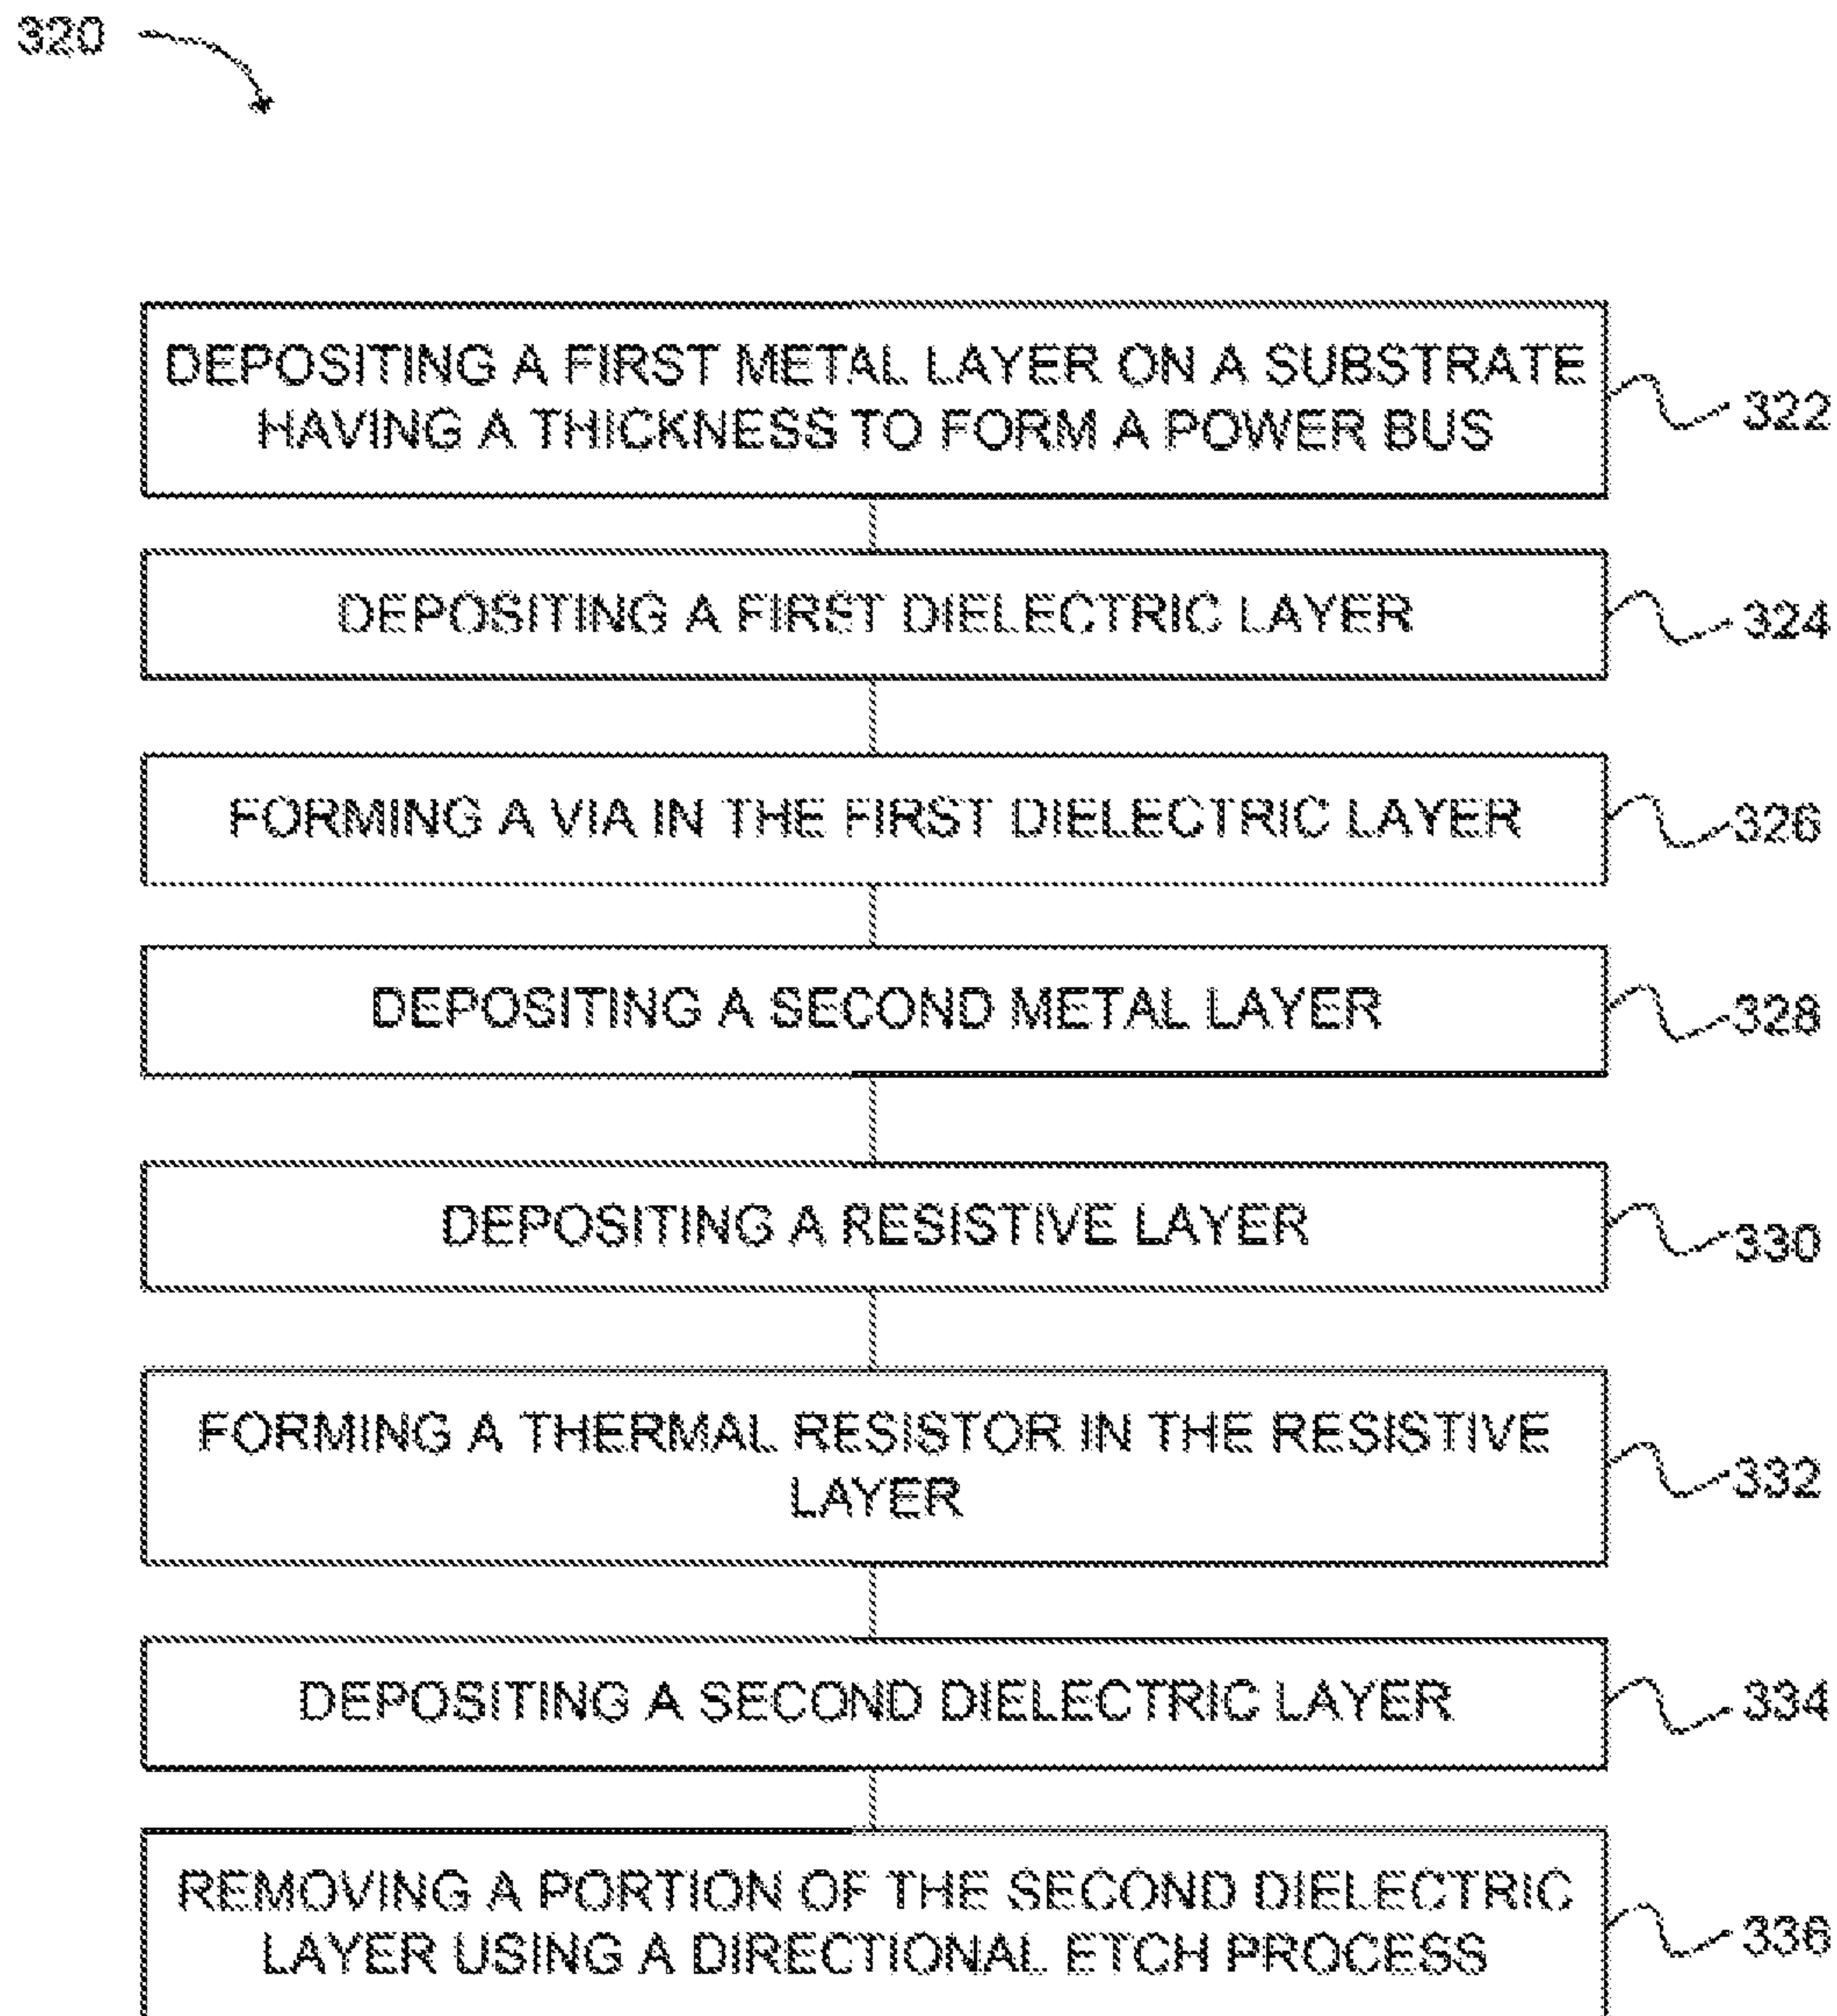 320
DEPOSITING A FIRST METAL LAYER ON A SUBSTRATE
HAVING A THICKNESS TO FORM A POWER BUS
322
DEPOSITING A FIRST DIELECTRIC LAYER
324
FORMING A VIA IN THE FIRST DIELECTRIC LAYER
326
DEPOSITING A SECOND METAL LAYER
328
DEPOSITING A RESISTIVE LAYER
330
FORMING A THERMAL RESISTOR IN THE RESISTIVE
LAYER
332
DEPOSITING A SECOND DIELECTRIC LAYER
334
REMOVING A PORTION OF THE SECOND DIELECTRIC
LAYER USING A DIRECTIONAL ETCH PROCESS
336